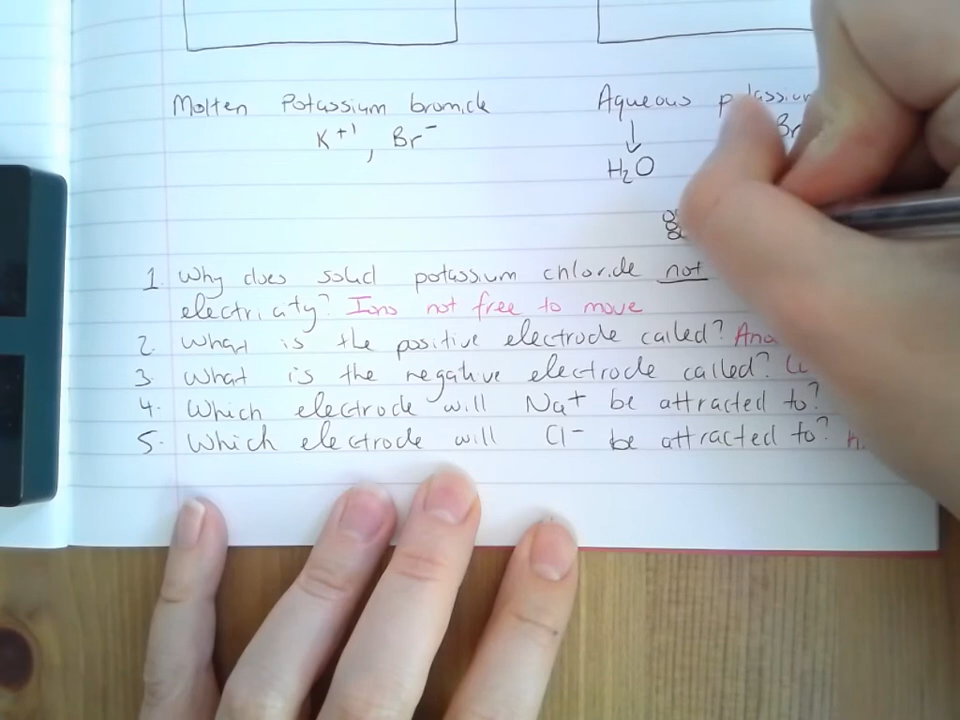 Molten Potassium bromide
Aqueous
K+1, Br-
Br
H2O
1. Why does solid potassium chloride not
electricity? Ions not free to move
2. What is the positive electrode called? Ano
3 What is the negative electrode called?
4. Which electrode will Na+ be attracted to?
5. Which electrode will Cl- be attracted to?